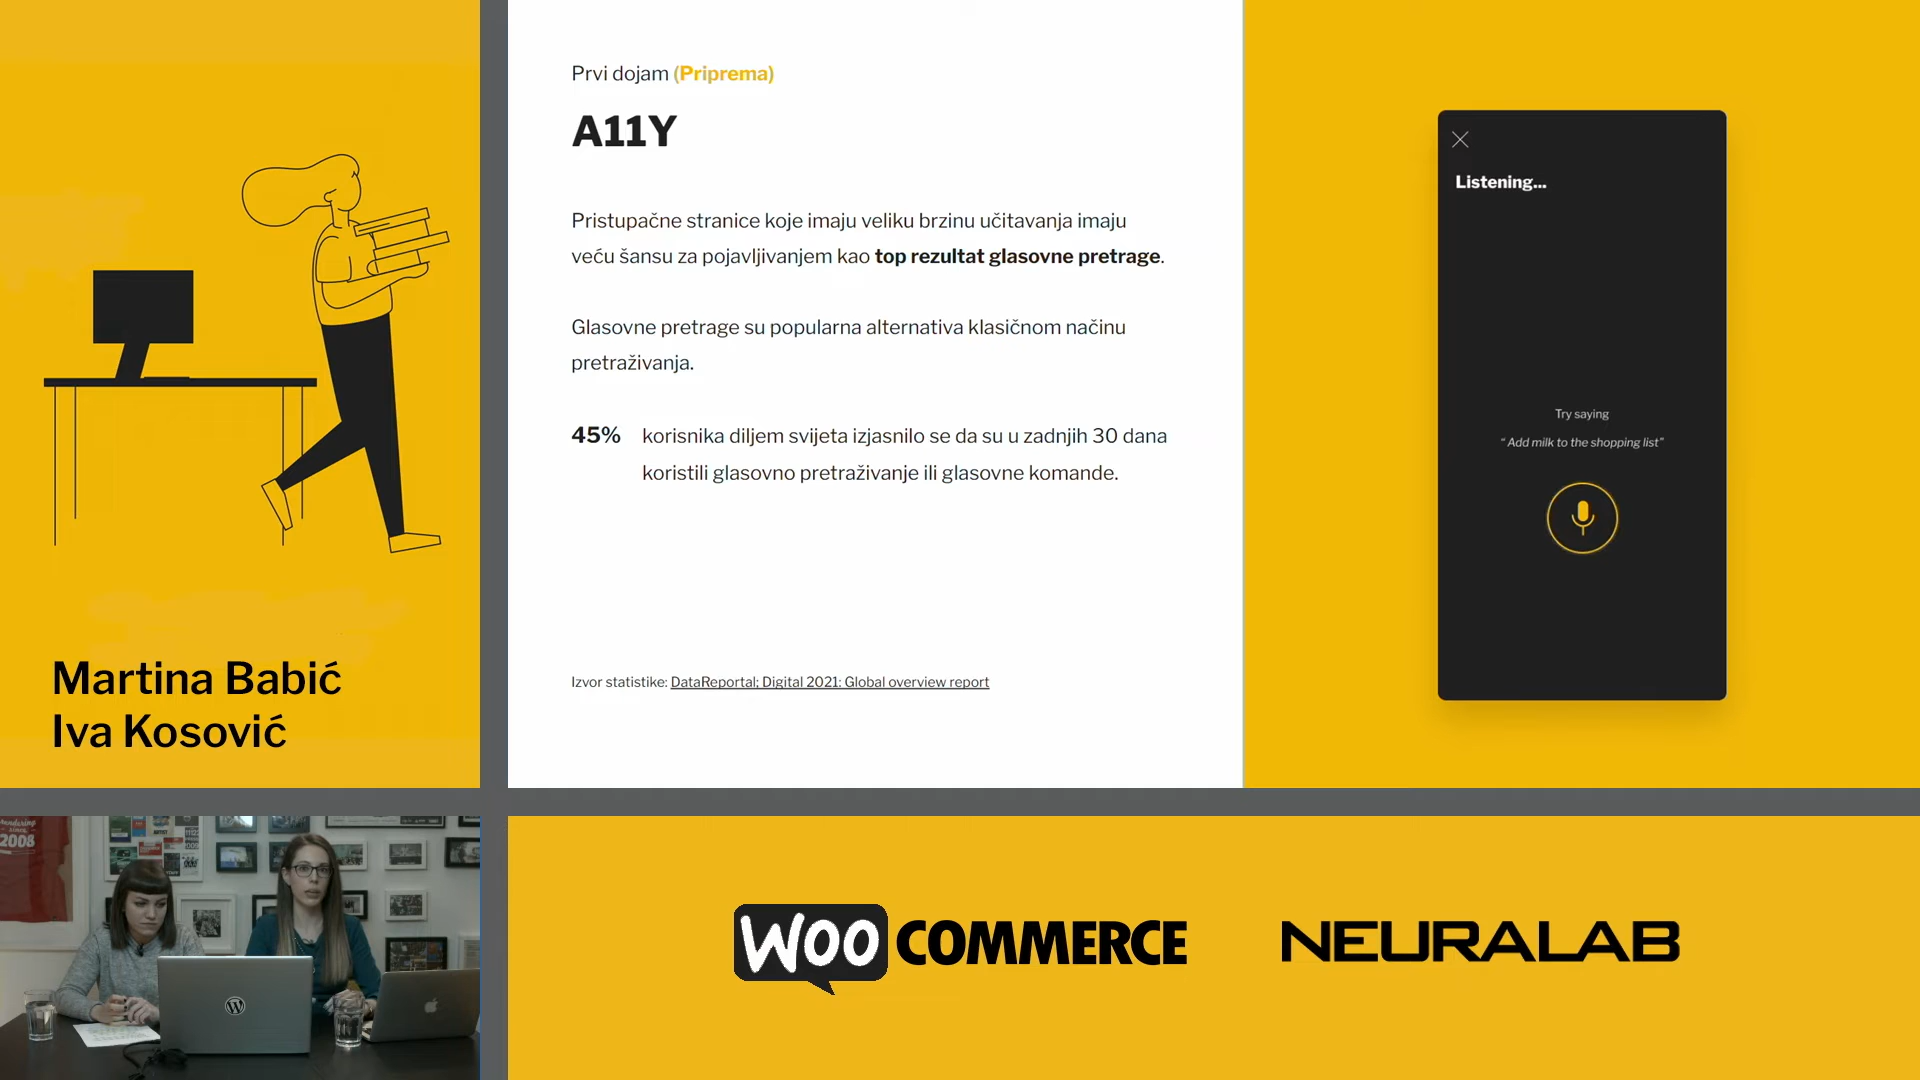 Prvi dojam (Priprema)
A11Y
Pristupačne stranice koje imaju veliku brzinu učitavanja imaju
veću šansu za pojavljivanjem kao top rezultat glasovne pretrage.
Glasovne pretrage su popularna alternativa klasičnom načinu
pretraživanja.
45% korisnika diljem svijeta izjasnilo se da su u zadnjih 30 dana
koristili glasovno pretraživanje ili glasovne komande.
Izvor statistike: DataReportal; Digital 2021: Global overview report
Listening...
Try saying
“ Add milk to the shopping list”
Martina Babić
Iva Kosović
since
2008
WOO COMMERCE
NEURALAB